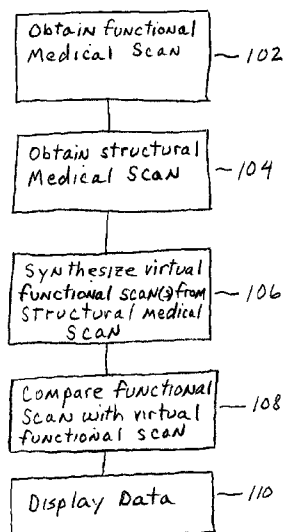 Obtain functional
Medical Scan
102
Obtain structural
Medical Scan
104
Synthesize virtual
functional scan(s) from
structural medical
scan
106
Compare functional
Scan with virtual
functional scan
108
Display Data
110